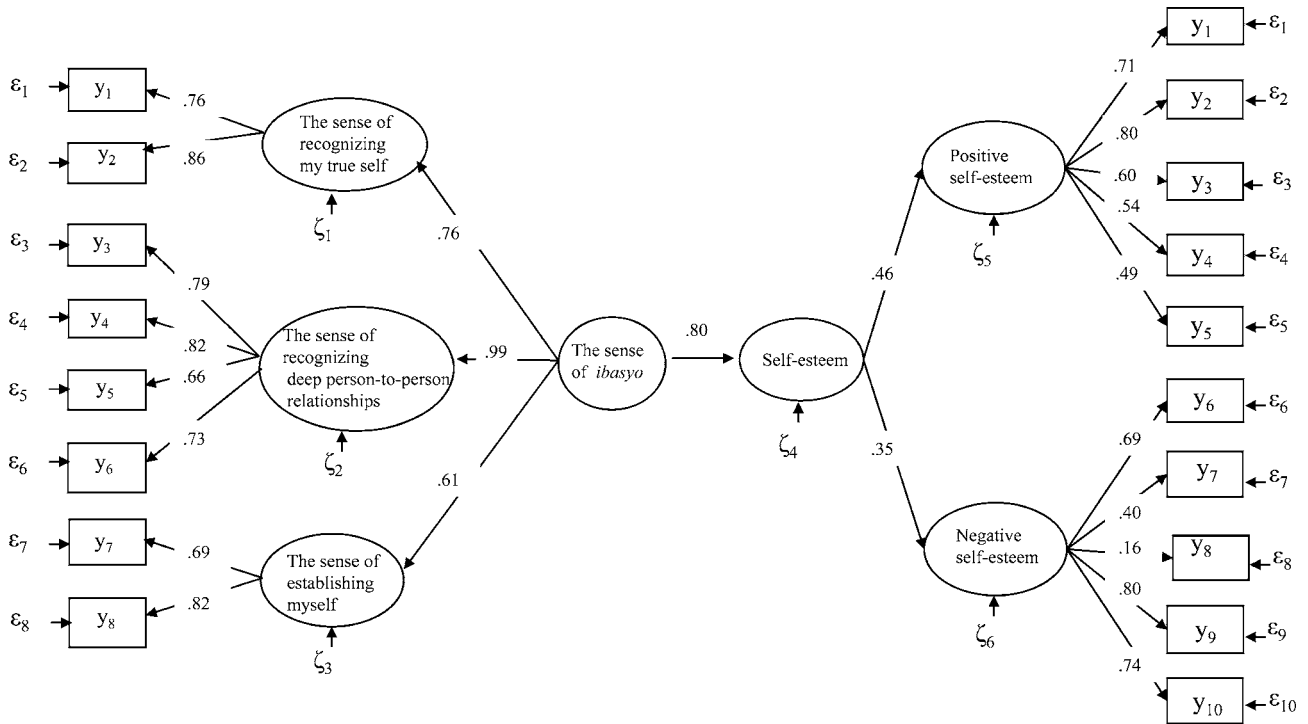 ε1 y1 .76
ε2 y2 .86
The sense of
recognizing
my true self
ζ1
.76
ε3 y3 .79
ε4 y4 .82
ε5 y5 .66
ε6 y6 .73
The sense of
recognizing
deep person-to-person
relationships
ζ2
.99
ε7 y7 .69
ε8 y8 .82
The sense of
establishing
myself
ζ3
.61
The sense
of ibasyo
.80
Self-esteem
ζ4
.46
.35
Positive
self-esteem
ζ5
.71 y1 ε1
.80 y2 ε2
.60 y3 ε3
.54 y4 ε4
.49 y5 ε5
Negative
self-esteem
ζ6
.69 y6 ε6
.40 y7 ε7
.16 y8 ε8
.80 y9 ε9
.74 y10 ε10